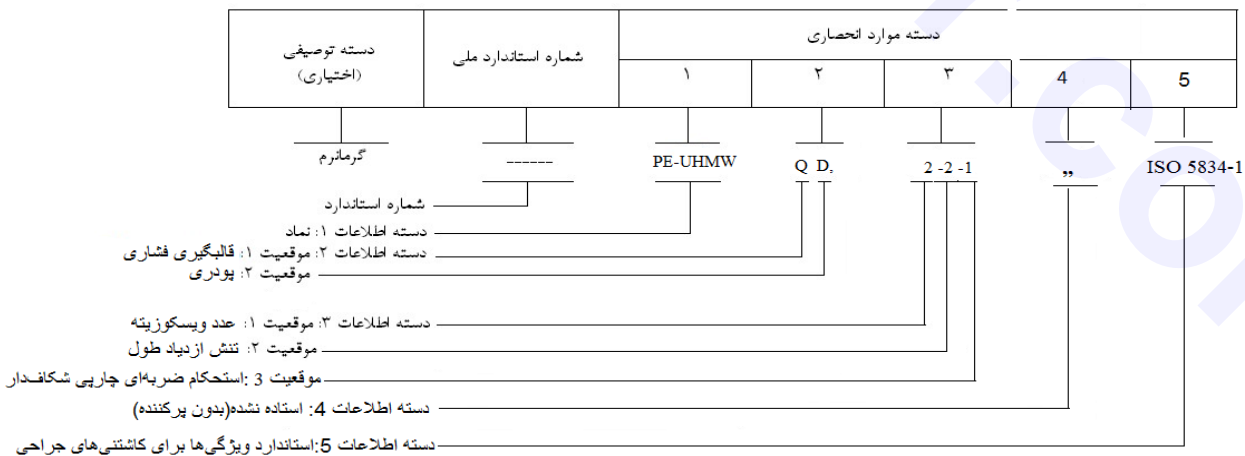 دسته توصیفی
(اختیاری)
شماره استاندارد ملی
دسته موارد انحصاری
۱ ۲ ۳ 4 5
گرمانرم ------ PE-UHMW Q D, 2 -2 -1 ,, ISO 5834-1
شماره استاندارد
دسته اطلاعات ۱: نماد
دسته اطلاعات ۲: موقعیت ۱: قالبگیری فشاری
موقعیت ۲: پودری
دسته اطلاعات ۳: موقعیت ۱: عدد ویسکوزیته
موقعیت ۲: تنش ازدیاد طول
موقعیت 3 :استحکام ضربه‌ای چارپی شکافدار
دسته اطلاعات 4: استاده نشده(بدون پرکننده)
دسته اطلاعات 5:استاندارد ویژگی‌ها برای کاشتنی‌های جراحی